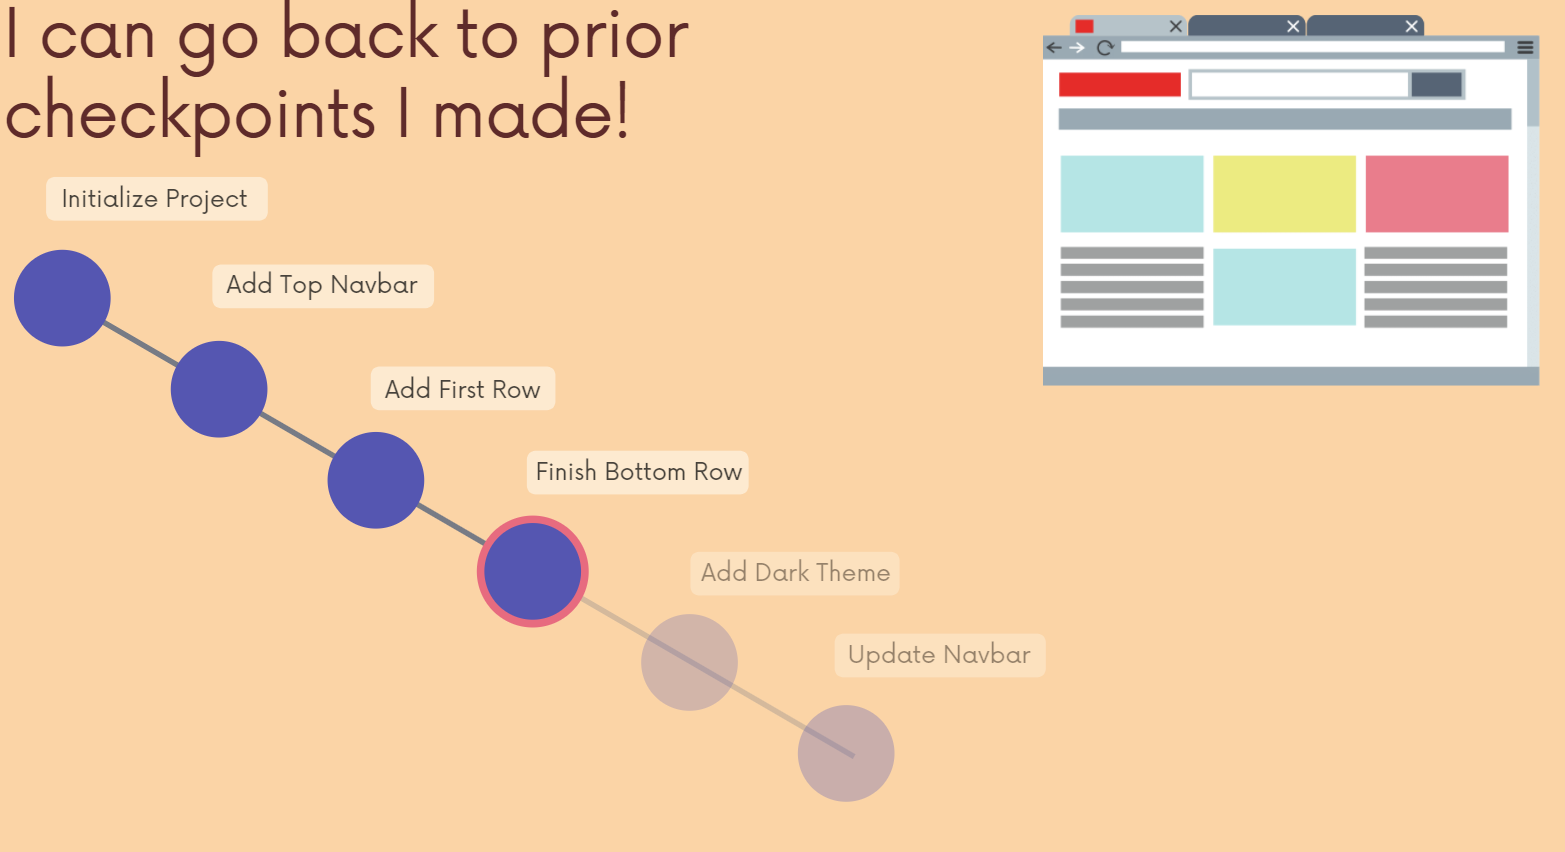 I can go back to prior
checkpoints I made!
Initialize Project
Add Top Navbar
Add First Row
Finish Bottom Row
Add Dark Theme
Update Navbar